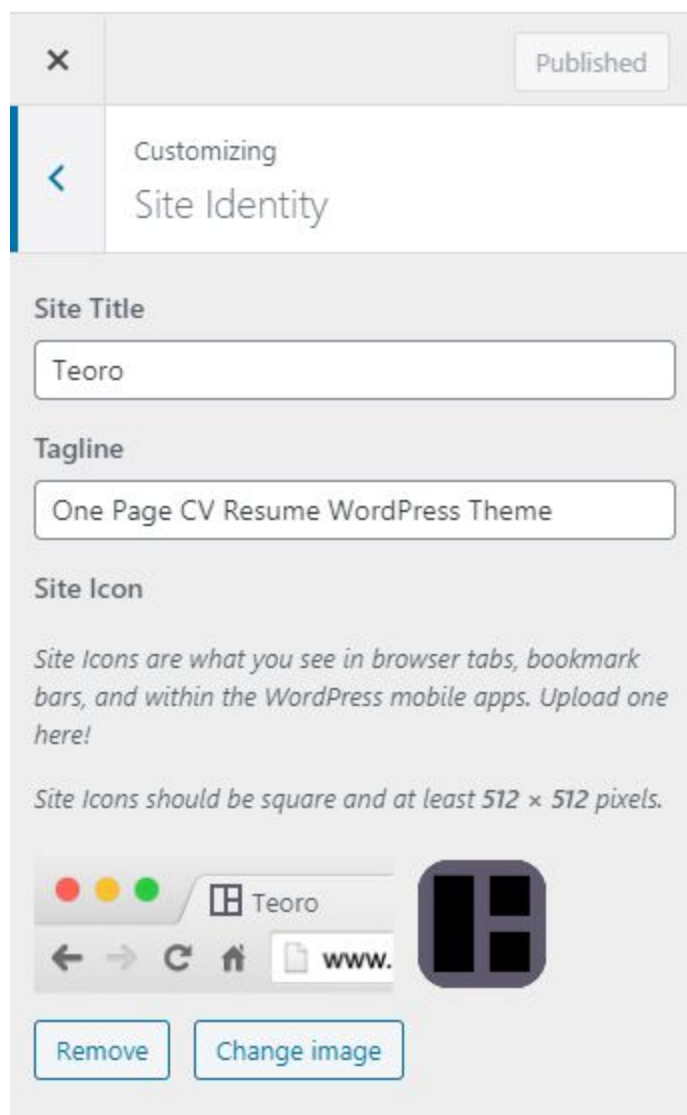 Published
Customizing
Site Identity
Site Title
Teoro
Tagline
One Page CV Resume WordPress Theme
Site Icon
Site Icons are what you see in browser tabs, bookmark
bars, and within the WordPress mobile apps. Upload one
here!
Site Icons should be square and at least 512 × 512 pixels.
Teoro
www.
Remove
Change image